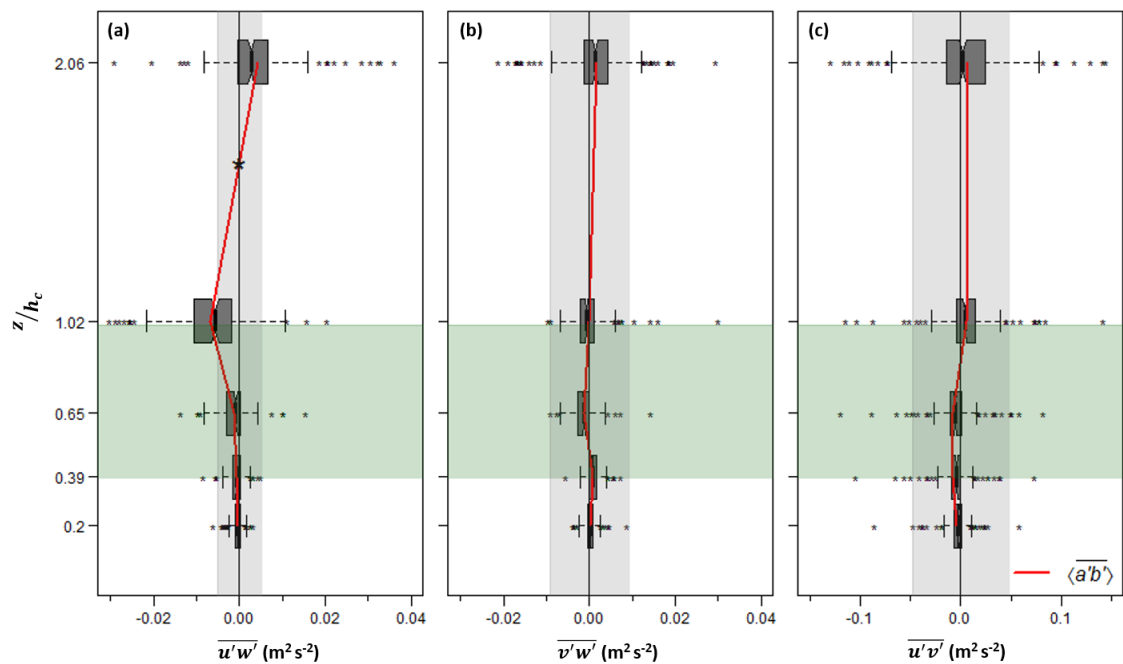 (a)
(b)
(c)
z/h_c
2.06
1.02
0.65
0.39
0.2
-0.02 0.00 0.02 0.04
-0.02 0.00 0.02 0.04
-0.1 0.0 0.1
⟨a′b′⟩
u′w′ (m² s⁻²)
v′w′ (m² s⁻²)
u′v′ (m² s⁻²)